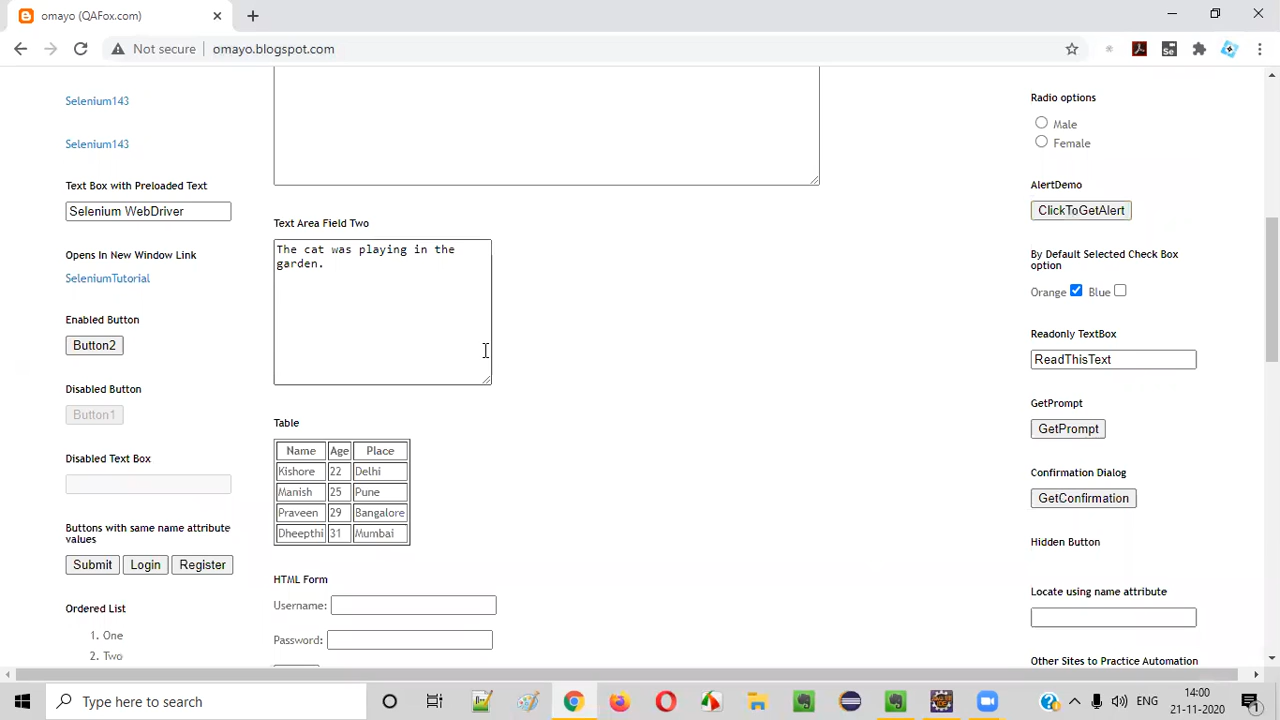 omayo (QAFox.com)
Not secure
omayo.blogspot.com
Selenium143
Selenium143
Text Box with Preloaded Text
Selenium WebDriver
Opens In New Window Link
SeleniumTutorial
Enabled Button
Button2
Disabled Button
Button1
Disabled Text Box
Buttons with same name attribute
values
Submit
Login
Register
Ordered List
1. One
2. Two
Text Area Field Two
The cat was playing in the
garden.
Table
Name Age Place
Kishore 22 Delhi
Manish 25 Pune
Praveen 29 Bangalore
Dheepthi 31 Mumbai
HTML Form
Username:
Password:
Radio options
Male
Female
AlertDemo
ClickToGetAlert
By Default Selected Check Box
option
Orange Blue
Readonly TextBox
ReadThisText
GetPrompt
GetPrompt
Confirmation Dialog
GetConfirmation
Hidden Button
Locate using name attribute
Other Sites to Practice Automation
Type here to search
14:00
21-11-2020